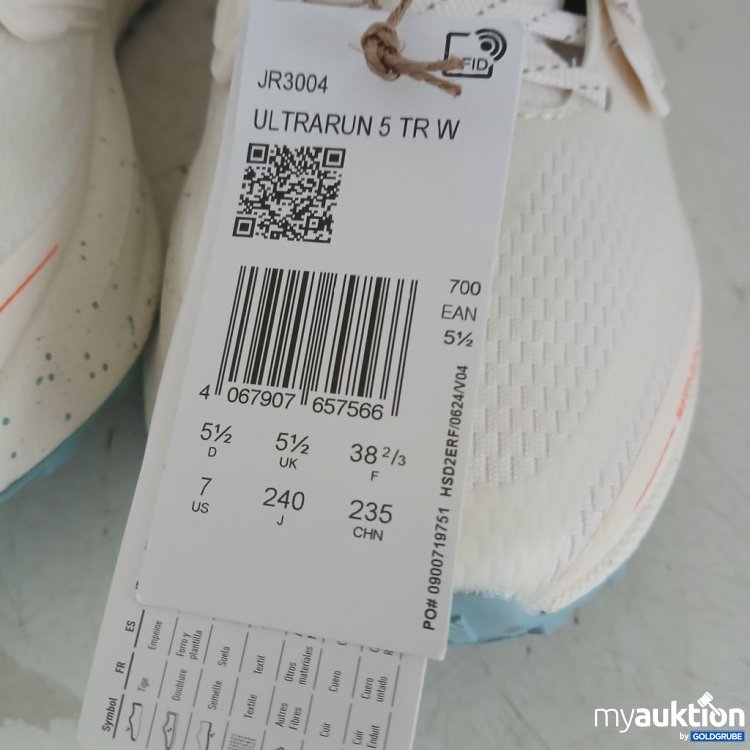 RFID
JR3004
ULTRARUN 5 TR W
700
EAN
5½
4 067907 657566
5½ 5½ 38 2/3
D UK F
7 240 235
US J CHN
PO# 0900719751 HSD2ERF/0624/V04
Symbol FR ES
Tige Empeine
Doublure Forro y plantilla
Semelle Suela
Textile Textil
Autres Fibres Otros materiales
Cuir Cuero
Cuir Enduit Cuero untado
myauktion
by GOLDGRUBE